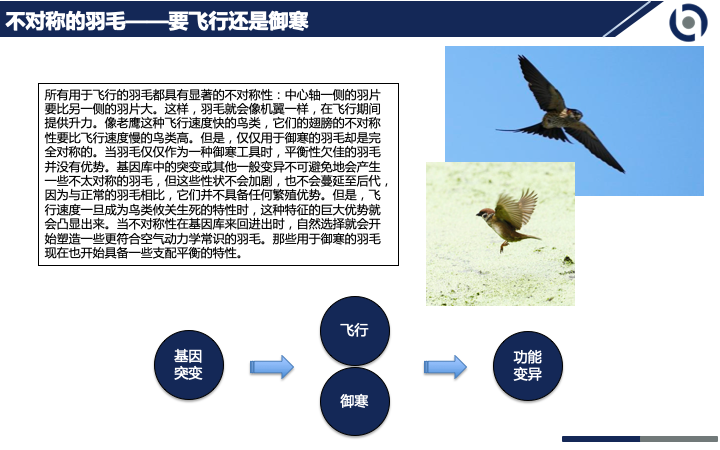 不对称的羽毛——要飞行还是御寒
所有用于飞行的羽毛都具有显著的不对称性：中心轴一侧的羽片
要比另一侧的羽片大。这样，羽毛就会像机翼一样，在飞行期间
提供升力。像老鹰这种飞行速度快的鸟类，它们的翅膀的不对称
性要比飞行速度慢的鸟类高。但是，仅仅用于御寒的羽毛却是完
全对称的。当羽毛仅仅作为一种御寒工具时，平衡性欠佳的羽毛
并没有优势。基因库中的突变或其他一般变异不可避免地会产生
一些不太对称的羽毛，但这些性状不会加剧，也不会蔓延至后代，
因为与正常的羽毛相比，它们并不具备任何繁殖优势。但是，飞
行速度一旦成为鸟类攸关生死的特性时，这种特征的巨大优势就
会凸显出来。当不对称性在基因库来回进出时，自然选择就会开
始塑造一些更符合空气动力学常识的羽毛。那些用于御寒的羽毛
现在也开始具备一些支配平衡的特性。
基因
突变
飞行
御寒
功能
变异